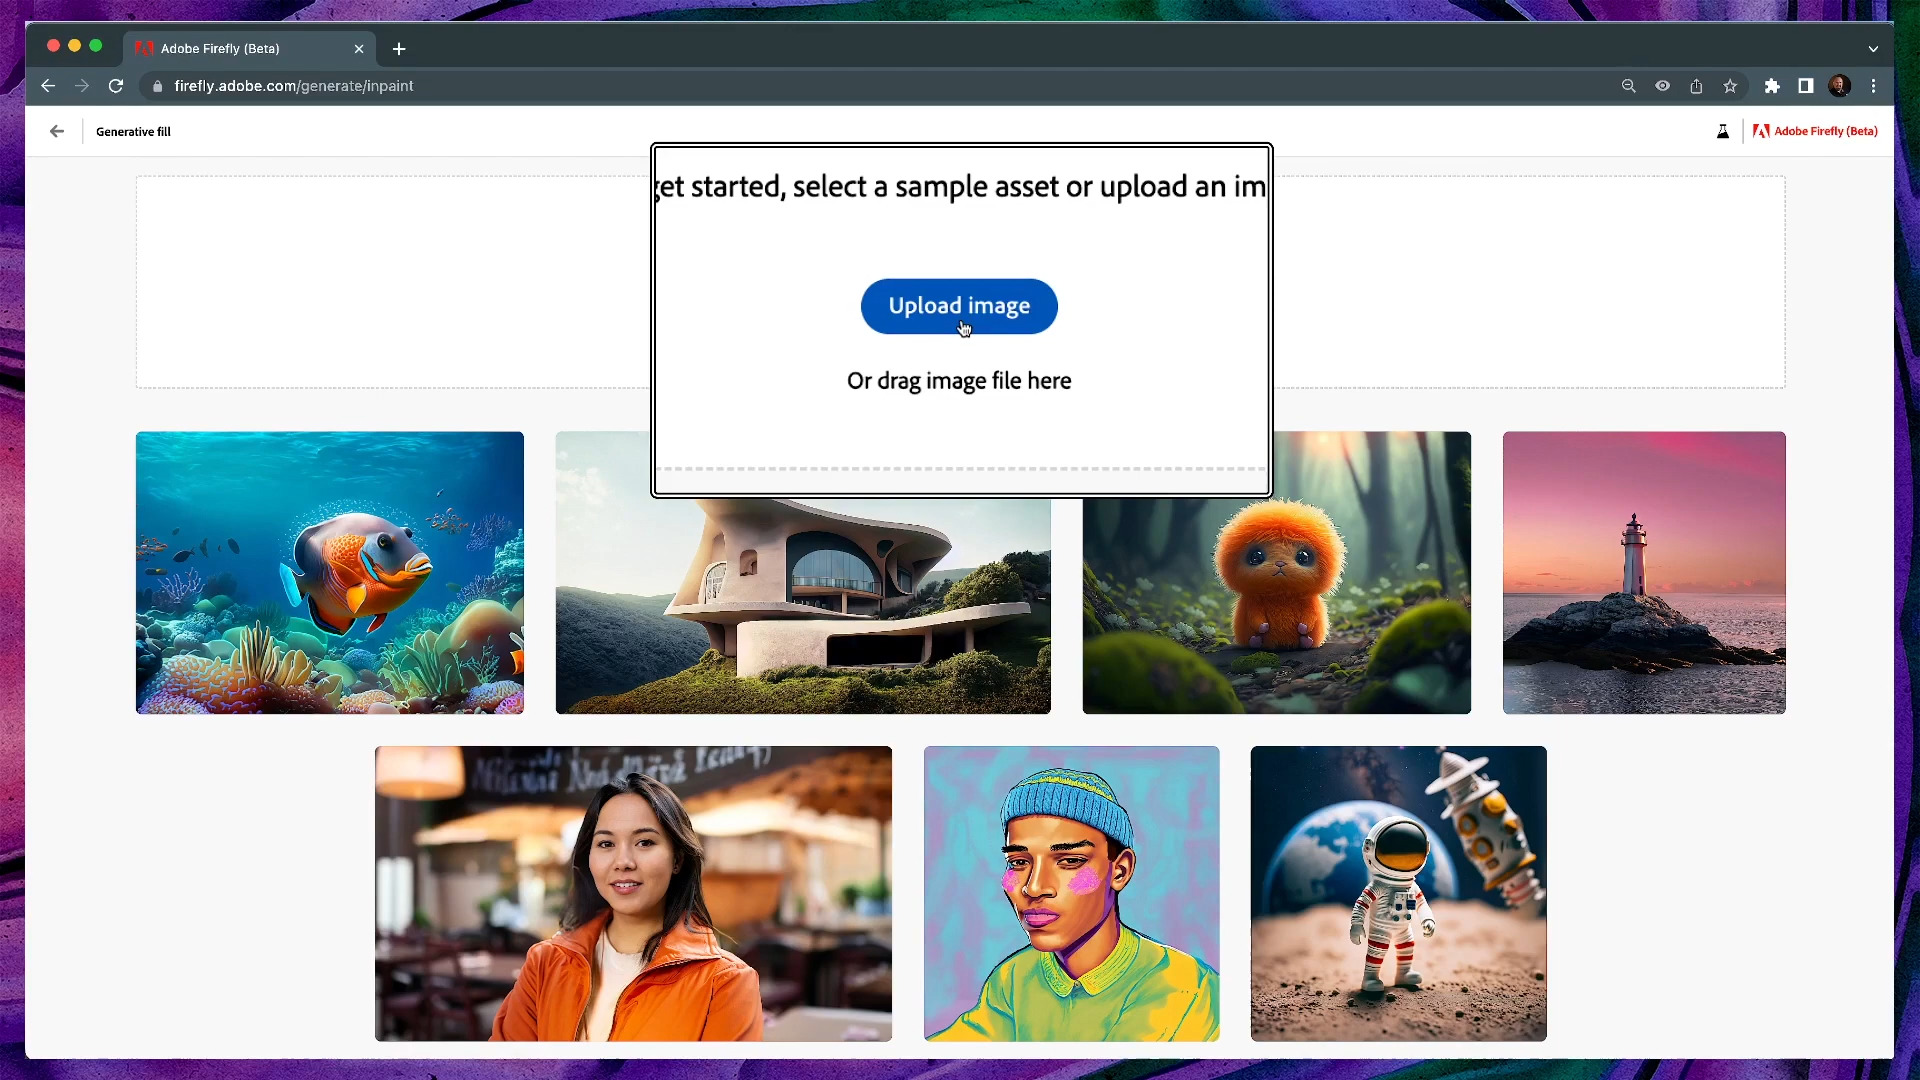 Adobe Firefly (Beta)
firefly.adobe.com/generate/inpaint
Generative fill
Adobe Firefly (Beta)
get started, select a sample asset or upload an im
Upload image
Or drag image file here